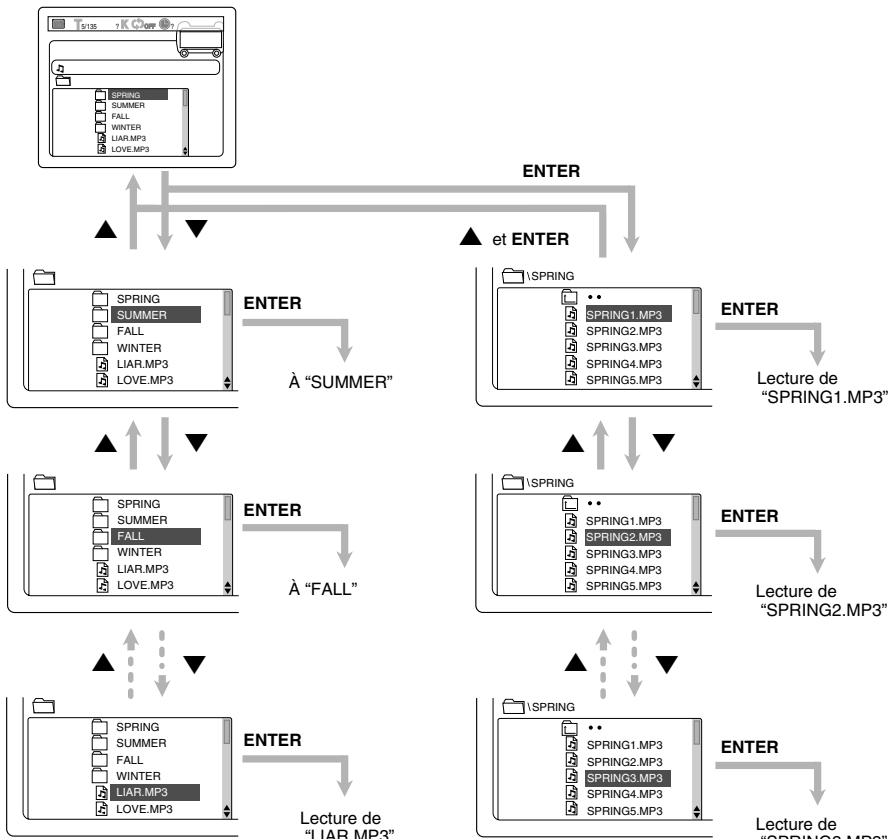 T 5/135 ? K OFF ?
SPRING
SUMMER
FALL
WINTER
LIAR.MP3
LOVE.MP3
ENTER
▲ ▼
▲ et ENTER
SPRING
SUMMER
FALL
WINTER
LIAR.MP3
LOVE.MP3
ENTER
À “SUMMER”
\SPRING
••
SPRING1.MP3
SPRING2.MP3
SPRING3.MP3
SPRING4.MP3
SPRING5.MP3
ENTER
Lecture de
“SPRING1.MP3”
▲ ▼
▲ ▼
SPRING
SUMMER
FALL
WINTER
LIAR.MP3
LOVE.MP3
ENTER
À “FALL”
\SPRING
••
SPRING1.MP3
SPRING2.MP3
SPRING3.MP3
SPRING4.MP3
SPRING5.MP3
ENTER
Lecture de
“SPRING2.MP3”
▲ ▼
▲ ▼
SPRING
SUMMER
FALL
WINTER
LIAR.MP3
LOVE.MP3
ENTER
Lecture de
“LIAR.MP3”
\SPRING
••
SPRING1.MP3
SPRING2.MP3
SPRING3.MP3
SPRING4.MP3
SPRING5.MP3
ENTER
Lecture de
“SPRING3.MP3”